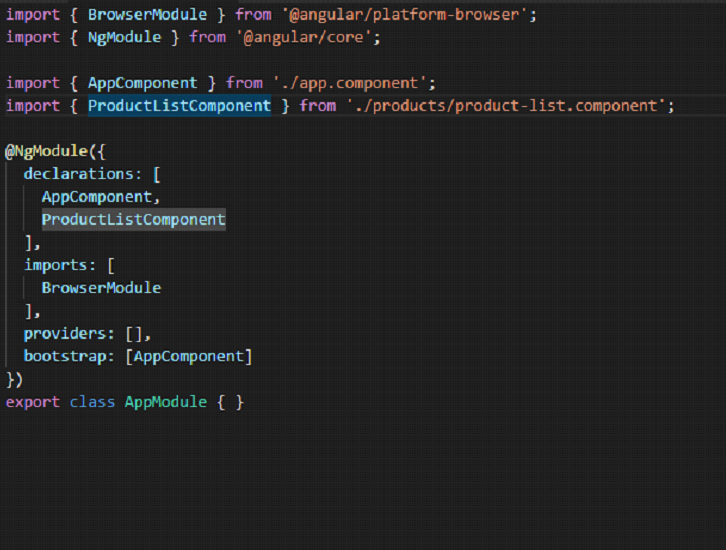 import { BrowserModule } from '@angular/platform-browser';
import { NgModule } from '@angular/core';
import { AppComponent } from './app.component';
import { ProductListComponent } from './products/product-list.component';
@NgModule({
declarations: [
AppComponent,
ProductListComponent
],
imports: [
BrowserModule
],
providers: [],
bootstrap: [AppComponent]
})
export class AppModule { }